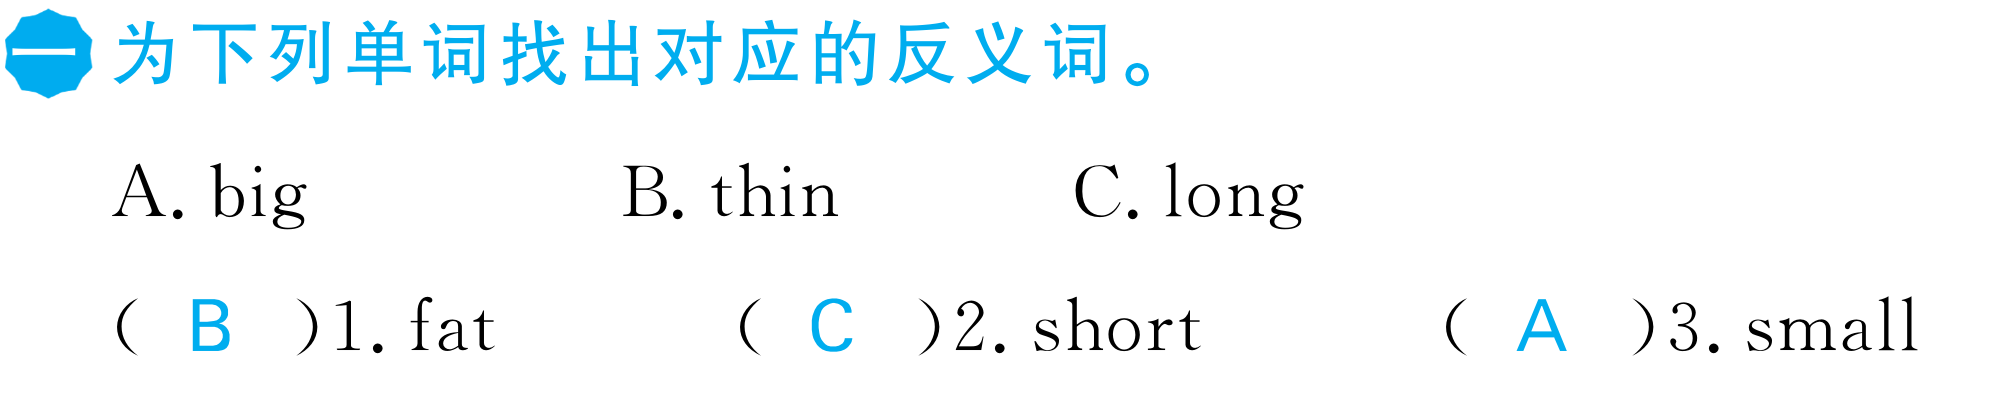 一 为下列单词找出对应的反义词。
A. big B. thin C. long
( B )1. fat ( C )2. short ( A )3. small